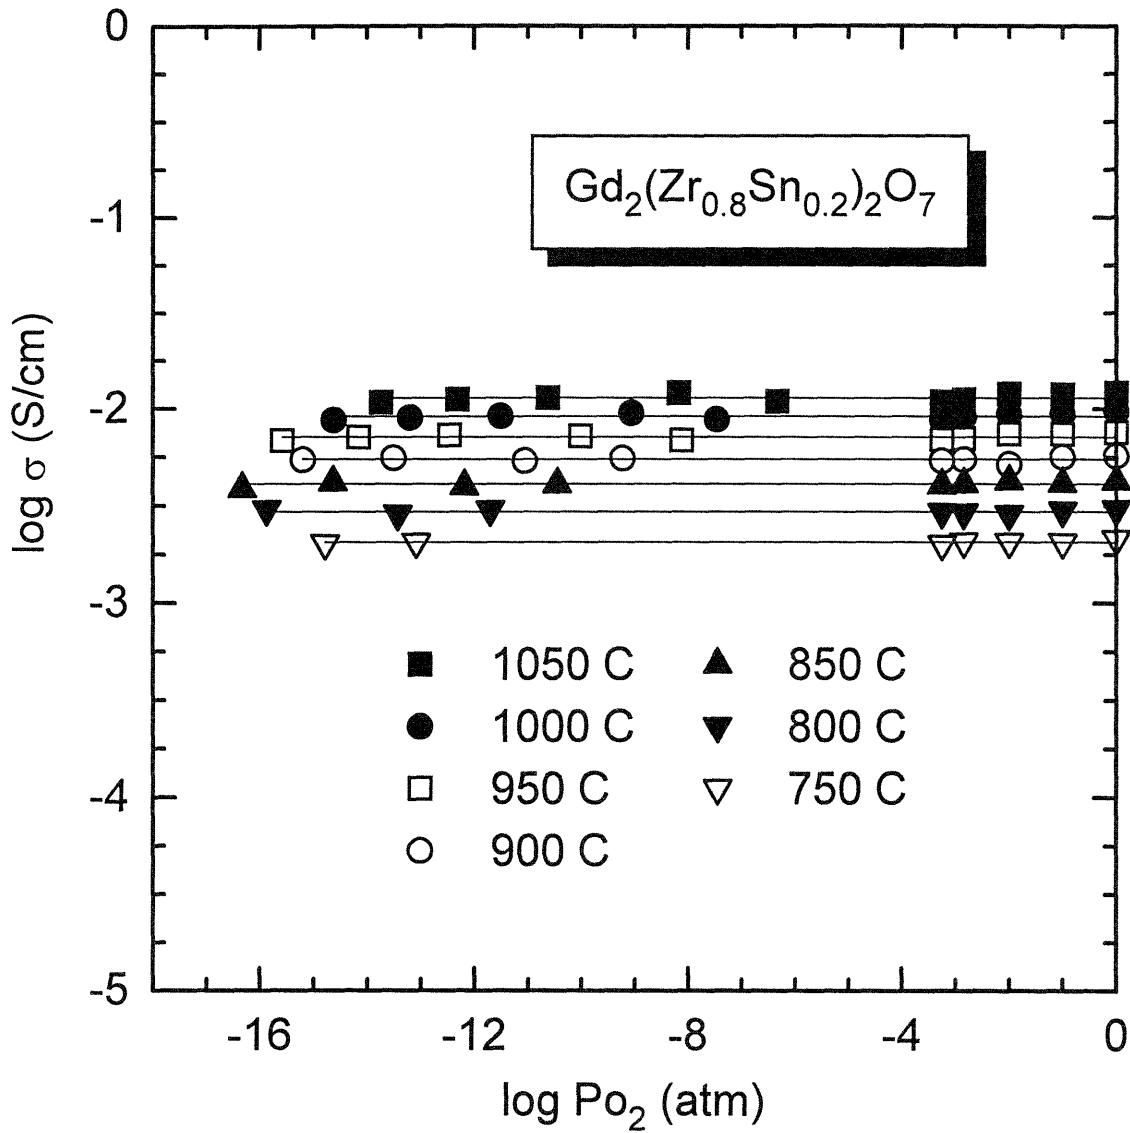 0
-1
-2
-3
-4
-5
log σ (S/cm)
Gd₂(Zr₀.₈Sn₀.₂)₂O₇
1050 C 850 C
1000 C 800 C
950 C 750 C
900 C
-16 -12 -8 -4 0
log Po₂ (atm)